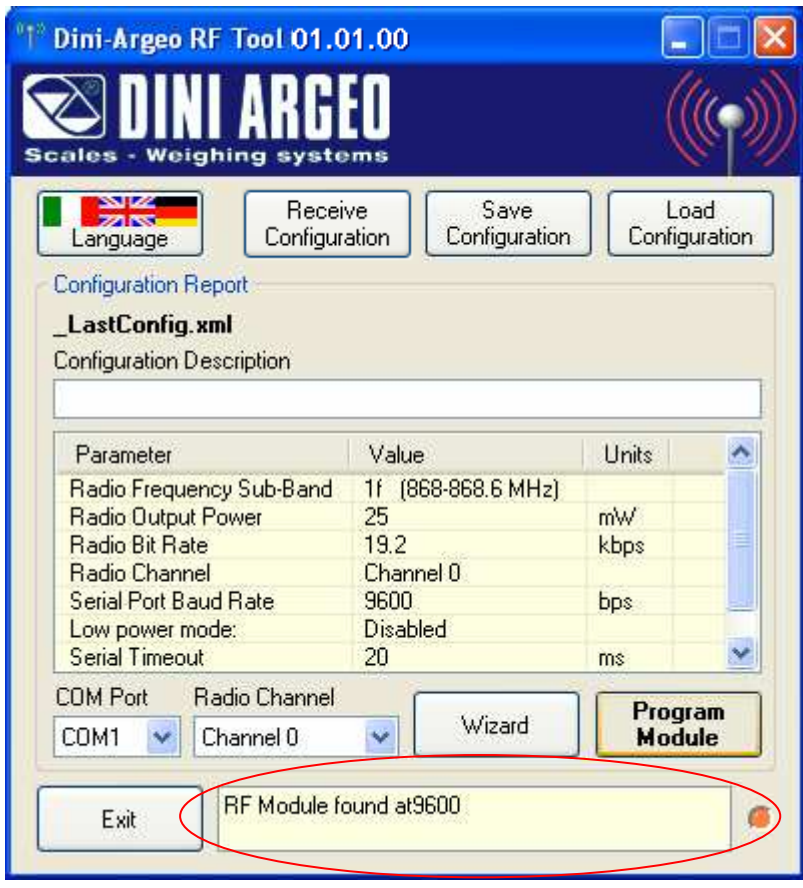 Dini-Argeo RF Tool 01.01.00
DINI ARGEO
Scales - Weighing systems
Language
Receive
Configuration
Save
Configuration
Load
Configuration
Configuration Report
_LastConfig.xml
Configuration Description
Parameter Value Units
Radio Frequency Sub-Band 1f (868-868.6 MHz)
Radio Output Power 25 mW
Radio Bit Rate 19.2 kbps
Radio Channel Channel 0
Serial Port Baud Rate 9600 bps
Low power mode: Disabled
Serial Timeout 20 ms
COM Port Radio Channel
COM1 Channel 0
Wizard
Program
Module
Exit
RF Module found at9600